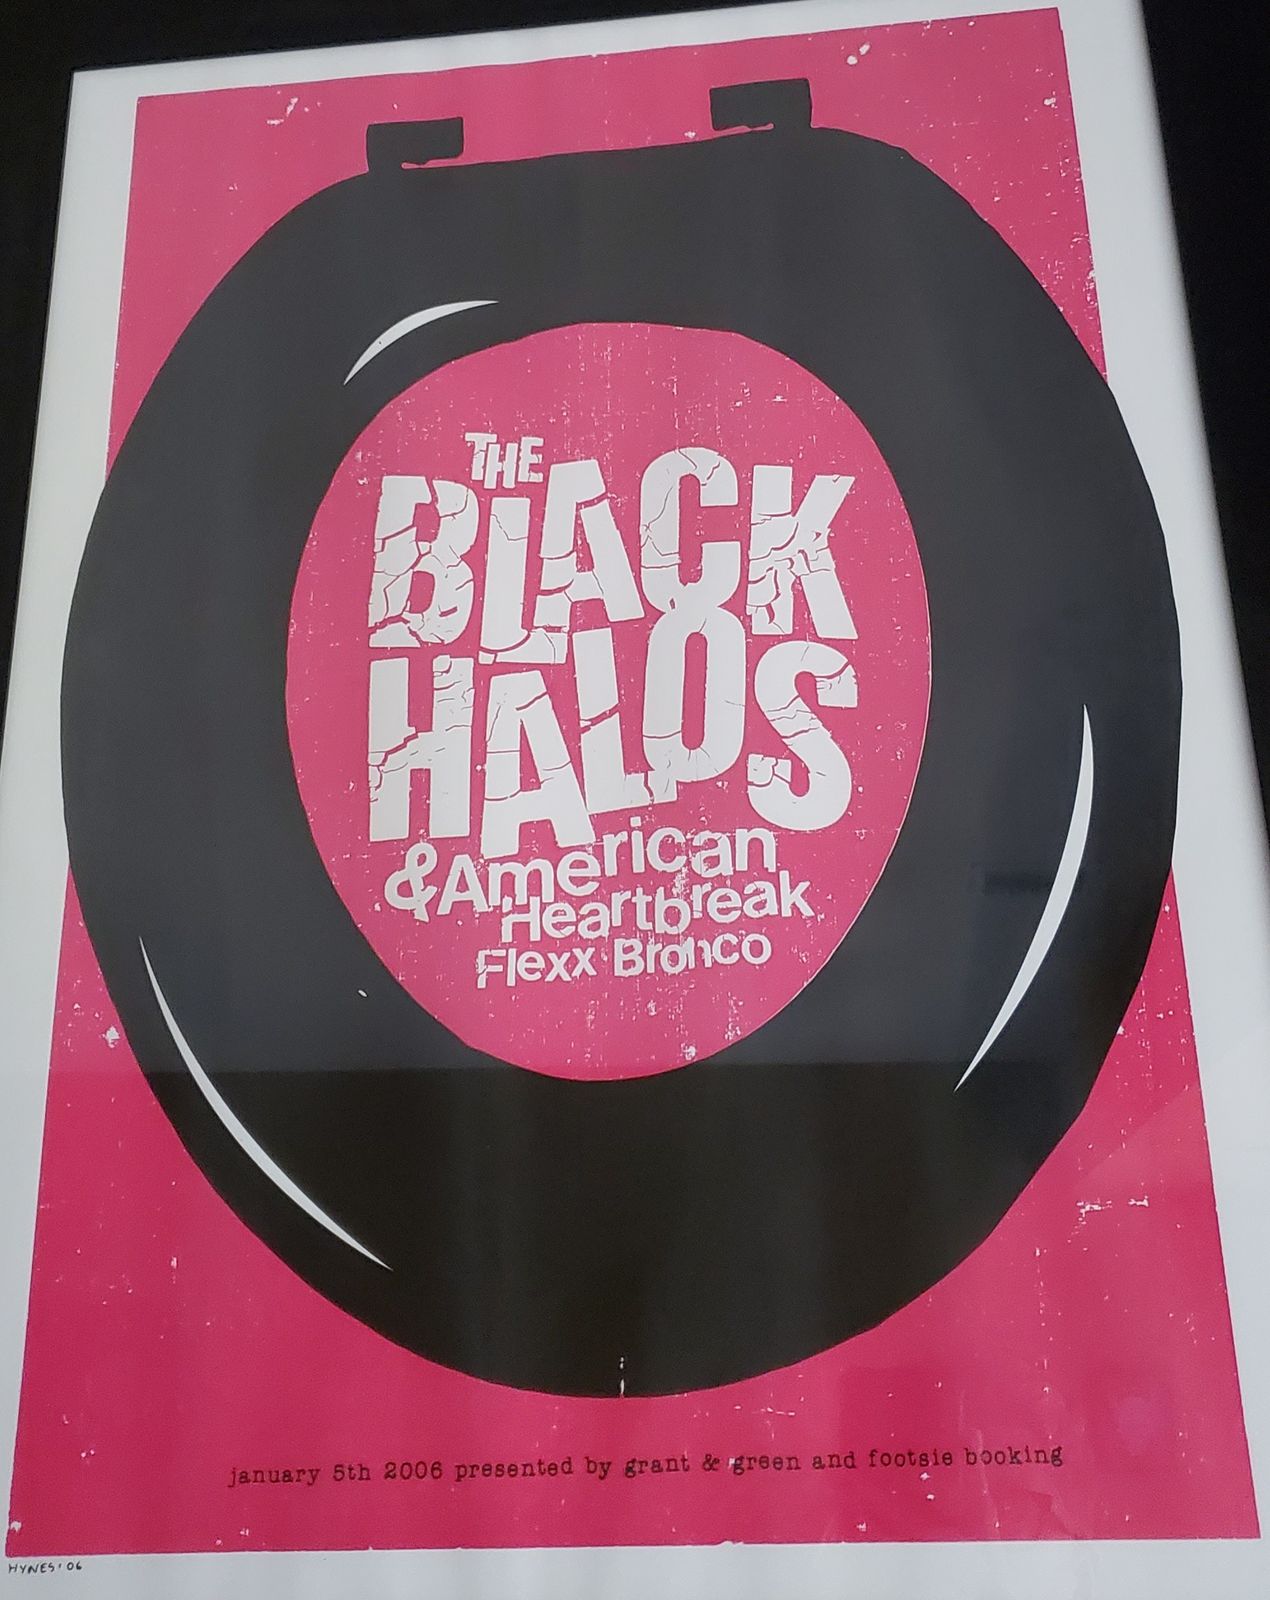 THE
BLACK
HALOS
& American
Heartbreak
Flexx Bronco
january 5th 2006 presented by grant & green and footsie booking
HYNES '06